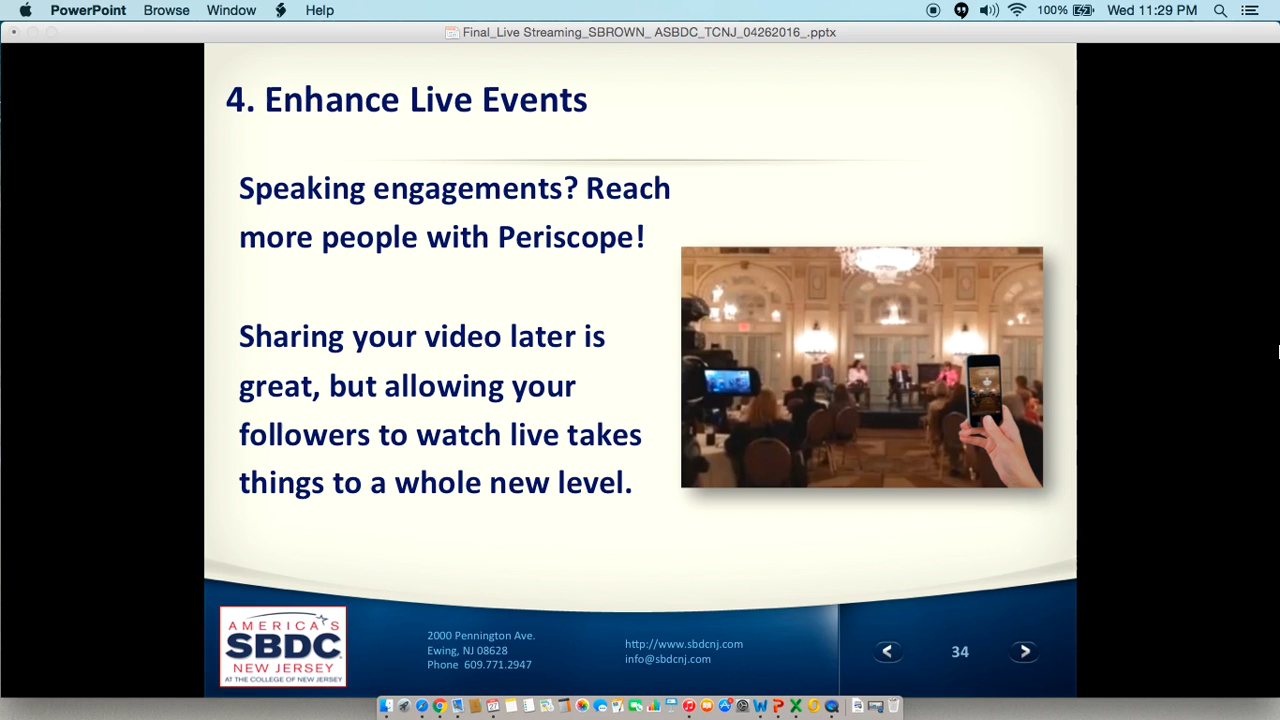 PowerPoint Browse Window Help 100% Wed 11:29 PM
Final_Live Streaming_SBROWN_ ASBDC_TCNJ_04262016_.pptx
4. Enhance Live Events
Speaking engagements? Reach
more people with Periscope!
Sharing your video later is
great, but allowing your
followers to watch live takes
things to a whole new level.
AMERICA'S
SBDC
NEW JERSEY
AT THE COLLEGE OF NEW JERSEY
2000 Pennington Ave.
Ewing, NJ 08628
Phone 609.771.2947
http://www.sbdcnj.com
info@sbdcnj.com
34